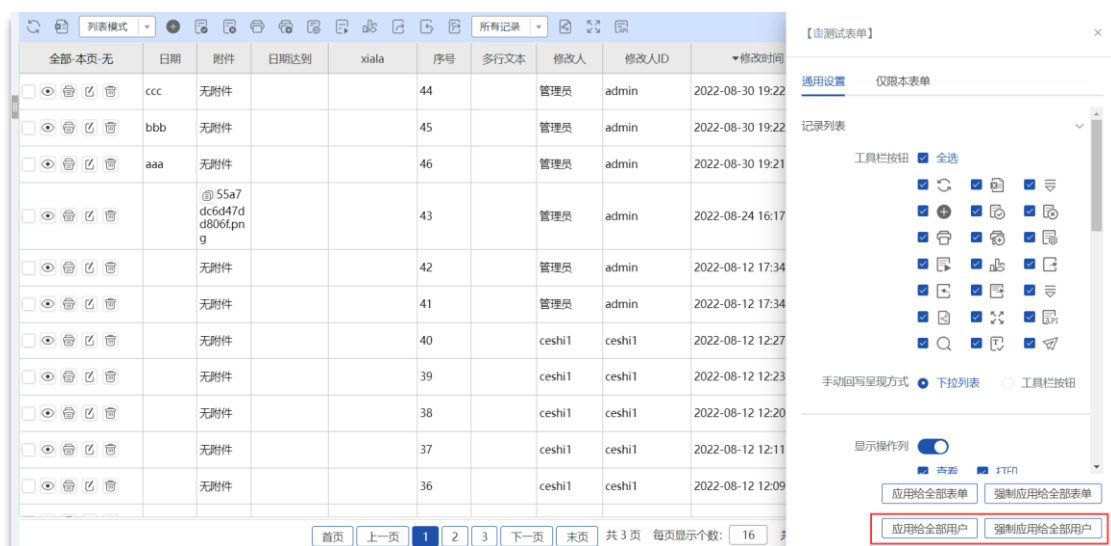 列表模式 所有记录
全部-本页-无 日期 附件 日期达到 xiala 序号 多行文本 修改人 修改人ID 修改时间
ccc 无附件 44 管理员 admin 2022-08-30 19:22
bbb 无附件 45 管理员 admin 2022-08-30 19:22
aaa 无附件 46 管理员 admin 2022-08-30 19:21
55a7
dc6d47d
d806f.pn
g
43 管理员 admin 2022-08-24 16:17
无附件 42 管理员 admin 2022-08-12 17:34
无附件 41 管理员 admin 2022-08-12 17:34
无附件 40 ceshi1 ceshi1 2022-08-12 12:27
无附件 39 ceshi1 ceshi1 2022-08-12 12:23
无附件 38 ceshi1 ceshi1 2022-08-12 12:20
无附件 37 ceshi1 ceshi1 2022-08-12 12:11
无附件 36 ceshi1 ceshi1 2022-08-12 12:09
首页 上一页 1 2 3 下一页 末页 共 3 页 每页显示个数: 16
【由测试表单】
通用设置 仅限本表单
记录列表
工具栏按钮 全选
API
手动回写呈现方式 下拉列表 工具栏按钮
显示操作列
查看 打印
应用给全部表单 强制应用给全部表单
应用给全部用户 强制应用给全部用户